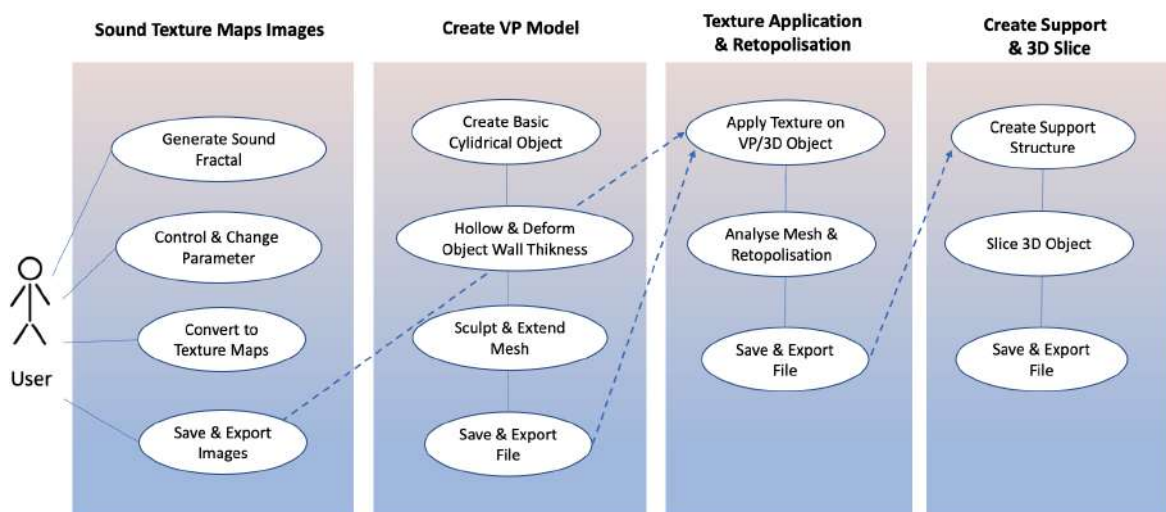 Sound Texture Maps Images
Create VP Model
Texture Application
& Retopolisation
Create Support
& 3D Slice
Generate Sound
Fractal
Control & Change
Parameter
Convert to
Texture Maps
Save & Export
Images
User
Create Basic
Cylidrical Object
Hollow & Deform
Object Wall Thikness
Sculpt & Extend
Mesh
Save & Export
File
Apply Texture on
VP/3D Object
Analyse Mesh &
Retopolisation
Save & Export
File
Create Support
Structure
Slice 3D Object
Save & Export
File